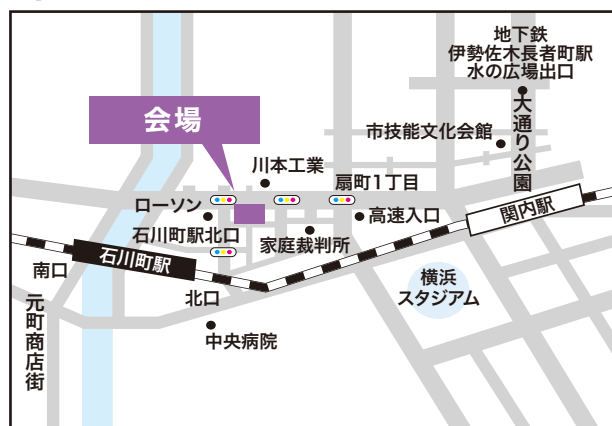 地下鉄
伊勢佐木長者町駅
水の広場出口
大通り公園
市技能文化会館
会場
川本工業
扇町1丁目
ローソン
高速入口
関内駅
石川町駅北口
家庭裁判所
石川町駅
南口
北口
横浜
スタジアム
元町商店街
中央病院